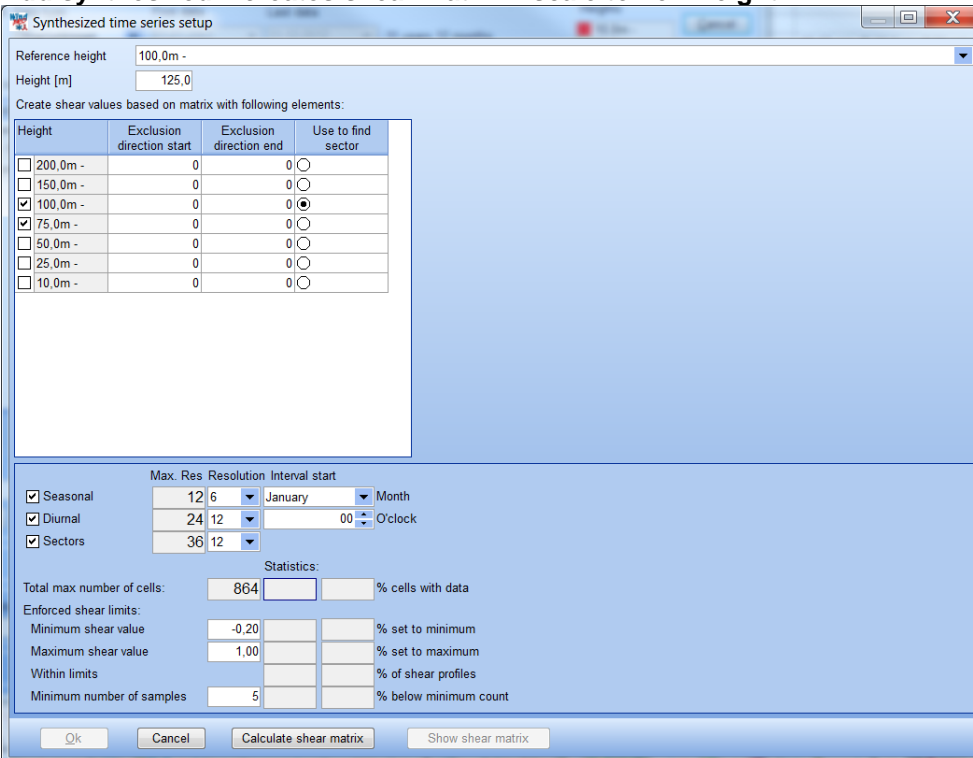 Synthesized time series setup
Reference height 100,0m -
Height [m] 125,0
Create shear values based on matrix with following elements:
Height Exclusion direction start Exclusion direction end Use to find sector
200,0m - 0 0
150,0m - 0 0
100,0m - 0 0
75,0m - 0 0
50,0m - 0 0
25,0m - 0 0
10,0m - 0 0
Max. Res Resolution Interval start
Seasonal 12 6 January Month
Diurnal 24 12 00 O'clock
Sectors 36 12
Statistics:
Total max number of cells: 864 % cells with data
Enforced shear limits:
Minimum shear value -0,20 % set to minimum
Maximum shear value 1,00 % set to maximum
Within limits % of shear profiles
Minimum number of samples 5 % below minimum count
Ok Cancel Calculate shear matrix Show shear matrix